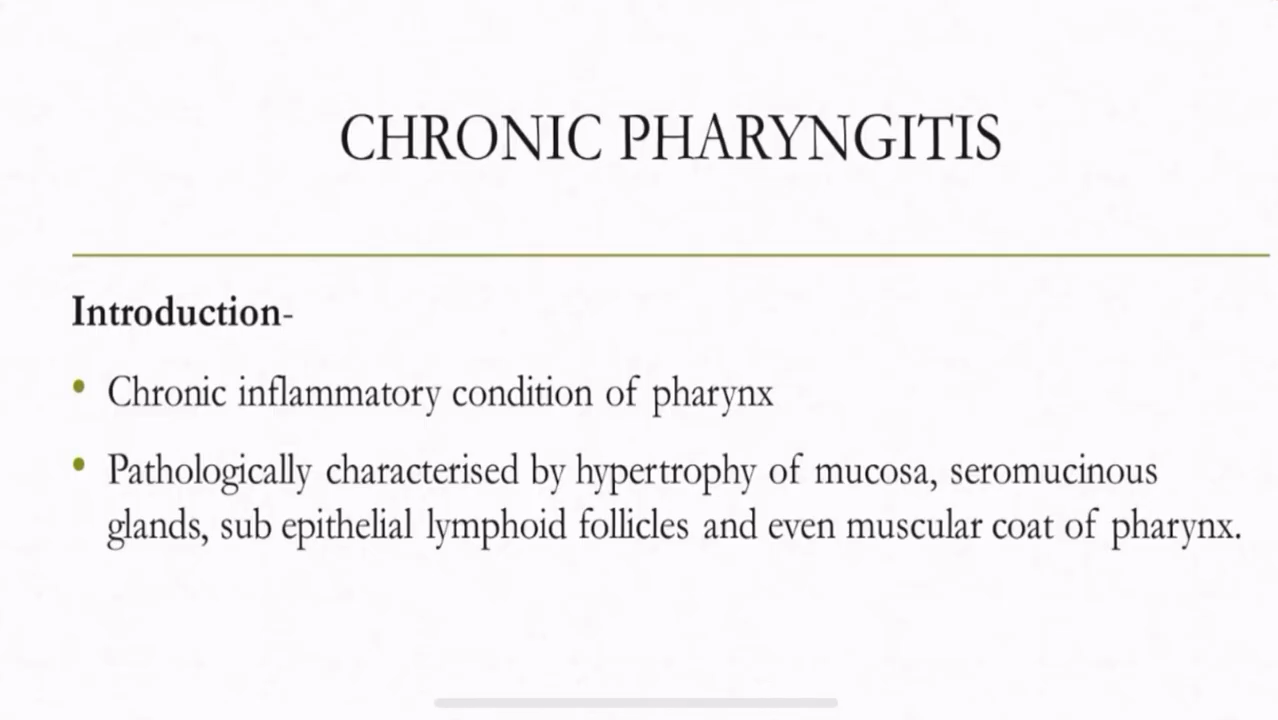 CHRONIC PHARYNGITIS
Introduction-
• Chronic inflammatory condition of pharynx
• Pathologically characterised by hypertrophy of mucosa, seromucinous
glands, sub epithelial lymphoid follicles and even muscular coat of pharynx.